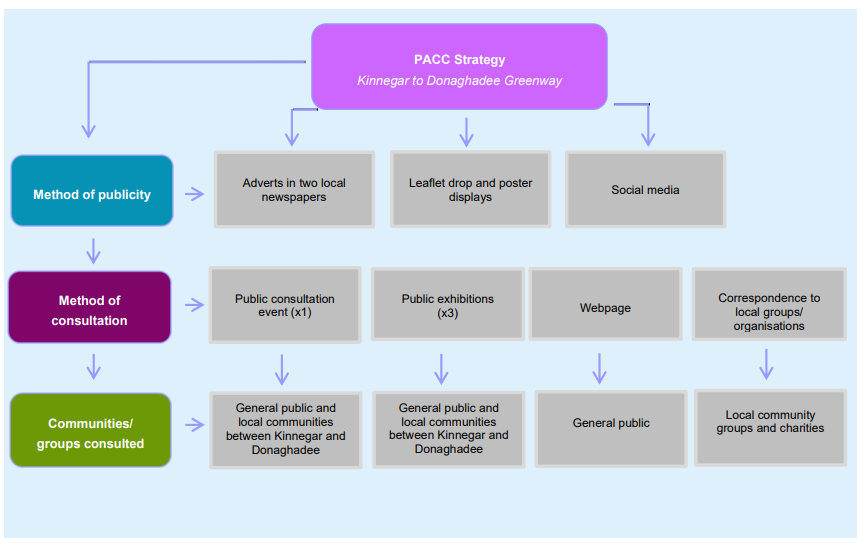 PACC Strategy
Kinnegar to Donaghadee Greenway
Method of publicity
Adverts in two local
newspapers
Leaflet drop and poster
displays
Social media
Method of
consultation
Public consultation
event (x1)
Public exhibitions
(x3)
Webpage
Correspondence to
local groups/
organisations
Communities/
groups consulted
General public and
local communities
between Kinnegar and
Donaghadee
General public and
local communities
between Kinnegar and
Donaghadee
General public
Local community
groups and charities